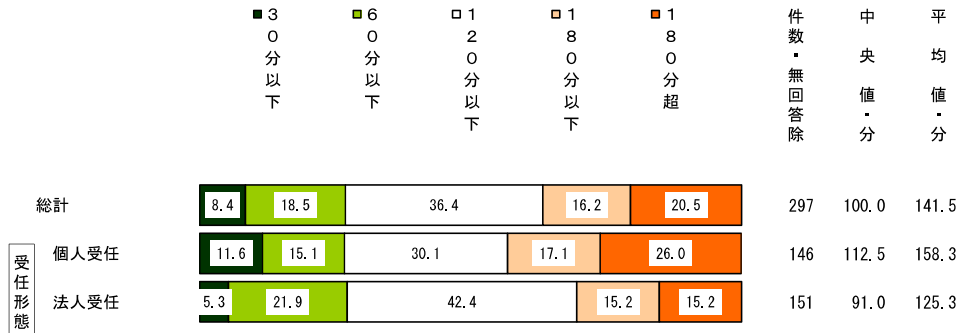 ■30分以下
■60分以下
□120分以下
■180分以下
■180分超
件数・無回答除
中央値・分
平均値・分
総計 8.4 18.5 36.4 16.2 20.5 297 100.0 141.5
受任形態
個人受任 11.6 15.1 30.1 17.1 26.0 146 112.5 158.3
法人受任 5.3 21.9 42.4 15.2 15.2 151 91.0 125.3